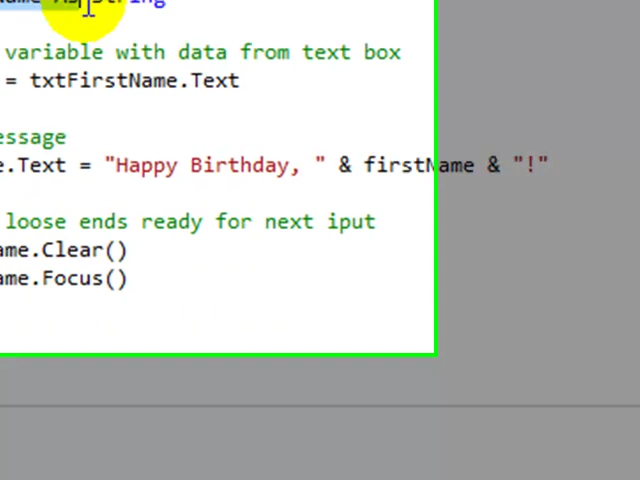 variable with data from text box
= txtFirstName.Text
essage
e.Text = "Happy Birthday, " & firstName & "!"
loose ends ready for next iput
ame.Clear()
ame.Focus()